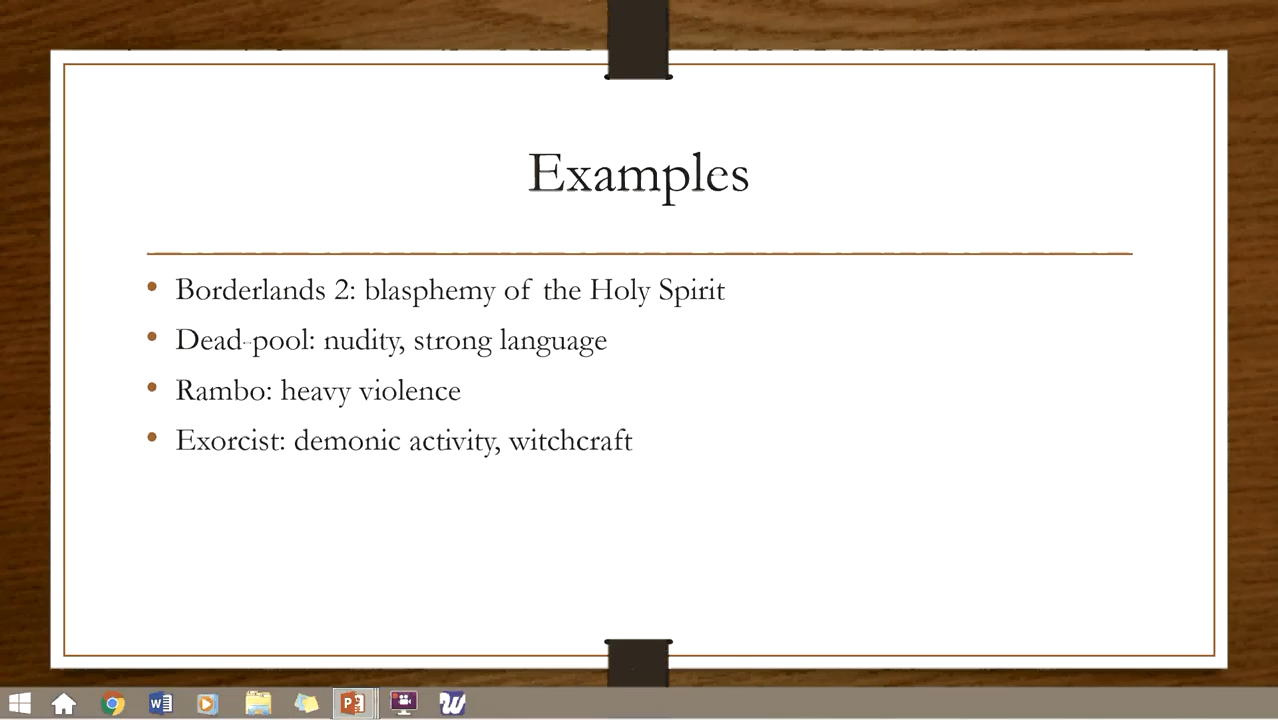 Examples
• Borderlands 2: blasphemy of the Holy Spirit
• Dead-pool: nudity, strong language
• Rambo: heavy violence
• Exorcist: demonic activity, witchcraft